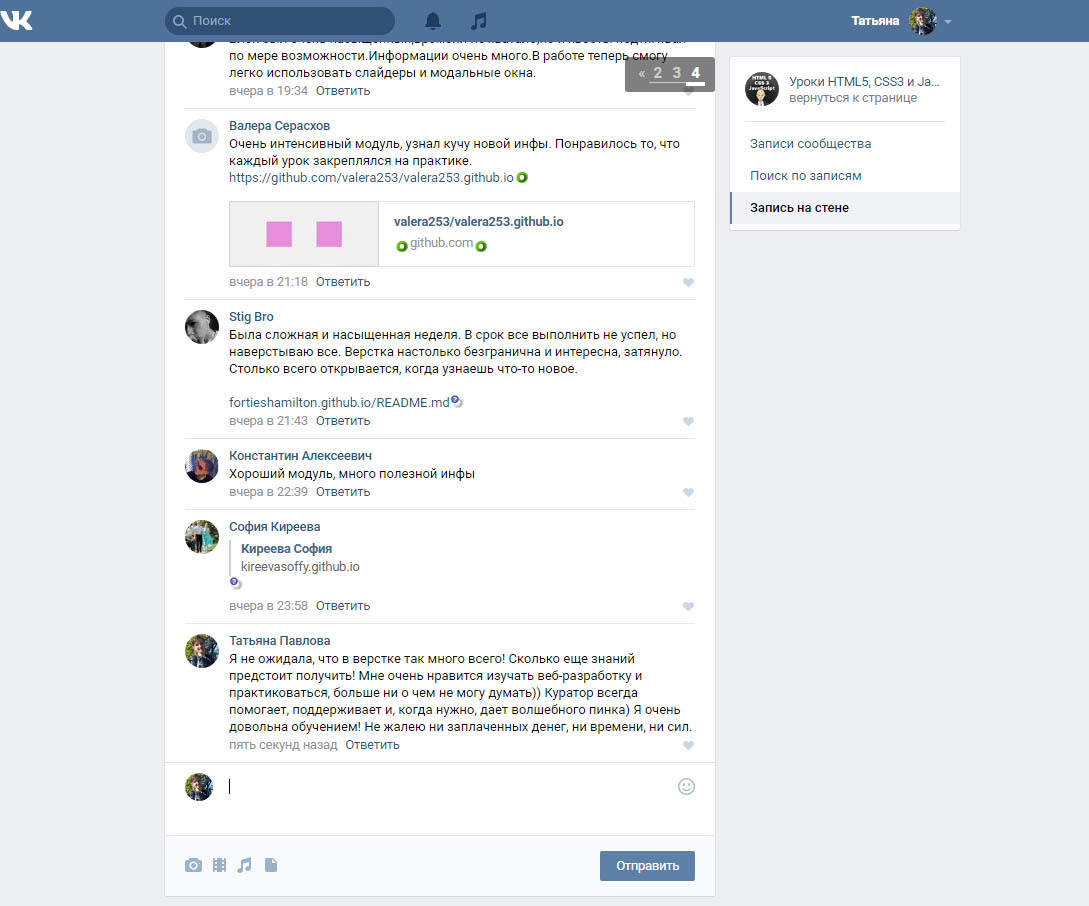 Поиск
Татьяна
по мере возможности.Информации очень много.В работе теперь смогу
легко использовать слайдеры и модальные окна.
вчера в 19:34 Ответить
« 2 3 4
Валера Серасхов
Очень интенсивный модуль, узнал кучу новой инфы. Понравилось то, что
каждый урок закреплялся на практике.
https://github.com/valera253/valera253.github.io
valera253/valera253.github.io
github.com
вчера в 21:18 Ответить
Stig Bro
Была сложная и насыщенная неделя. В срок все выполнить не успел, но
наверстываю все. Верстка настолько безгранична и интересна, затянуло.
Столько всего открывается, когда узнаешь что-то новое.
fortieshamilton.github.io/README.md
вчера в 21:43 Ответить
Константин Алексеевич
Хороший модуль, много полезной инфы
вчера в 22:39 Ответить
София Киреева
Киреева София
kireevasoffy.github.io
вчера в 23:58 Ответить
Татьяна Павлова
Я не ожидала, что в верстке так много всего! Сколько еще знаний
предстоит получить! Мне очень нравится изучать веб-разработку и
практиковаться, больше ни о чем не могу думать)) Куратор всегда
помогает, поддерживает и, когда нужно, дает волшебного пинка) Я очень
довольна обучением! Не жалею ни заплаченных денег, ни времени, ни сил.
пять секунд назад Ответить
Отправить
HTML 5
CSS 3
JavaScript
Уроки HTML5, CSS3 и Ja...
вернуться к странице
Записи сообщества
Поиск по записям
Запись на стене